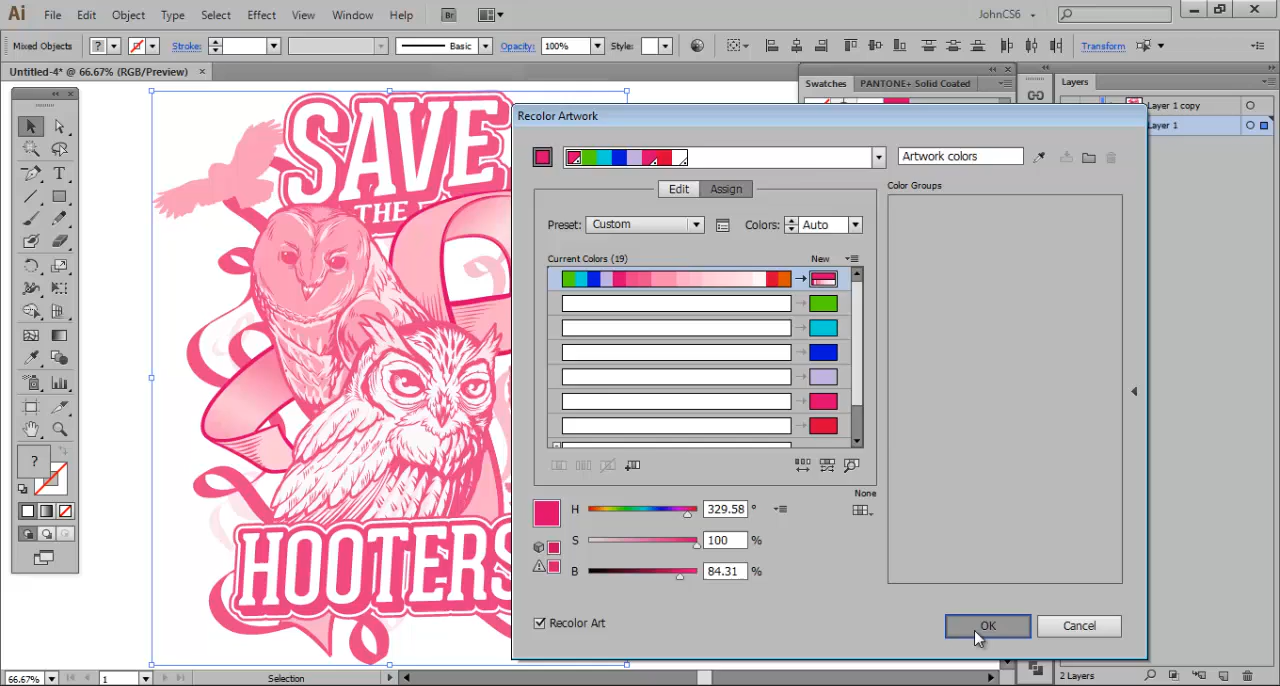 Ai File Edit Object Type Select Effect View Window Help Br JohnCS6
Mixed Objects ? Stroke: Basic Opacity: 100% Style: Transform
Untitled-4* @ 66.67% (RGB/Preview) ×
Swatches PANTONE+ Solid Coated
Layers
Layer 1 copy
Layer 1
SAVE
THE
HOOTERS
Recolor Artwork
Artwork colors
Edit Assign
Color Groups
Preset: Custom Colors: Auto
Current Colors (19) New
None
H 329.58 °
S 100 %
B 84.31 %
Recolor Art
OK Cancel
?
66.67% 1 Selection
2 Layers